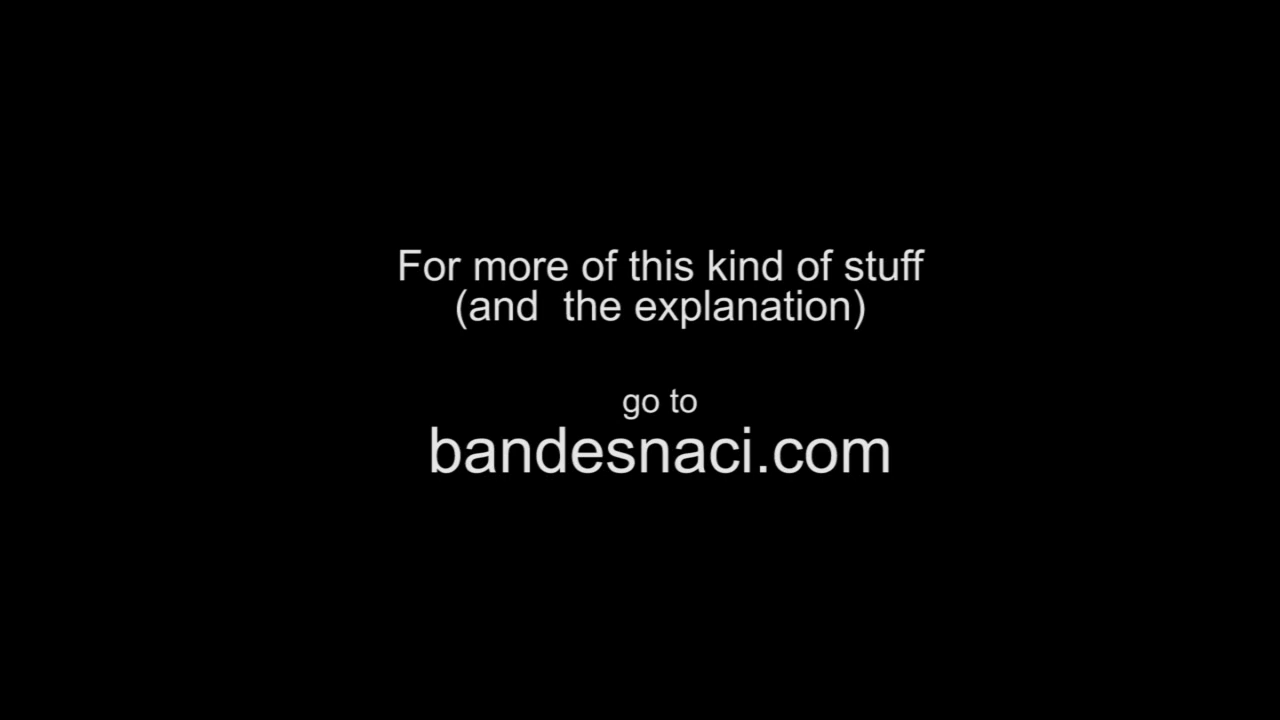 For more of this kind of stuff
(and  the explanation)
go to
bandesnaci.com